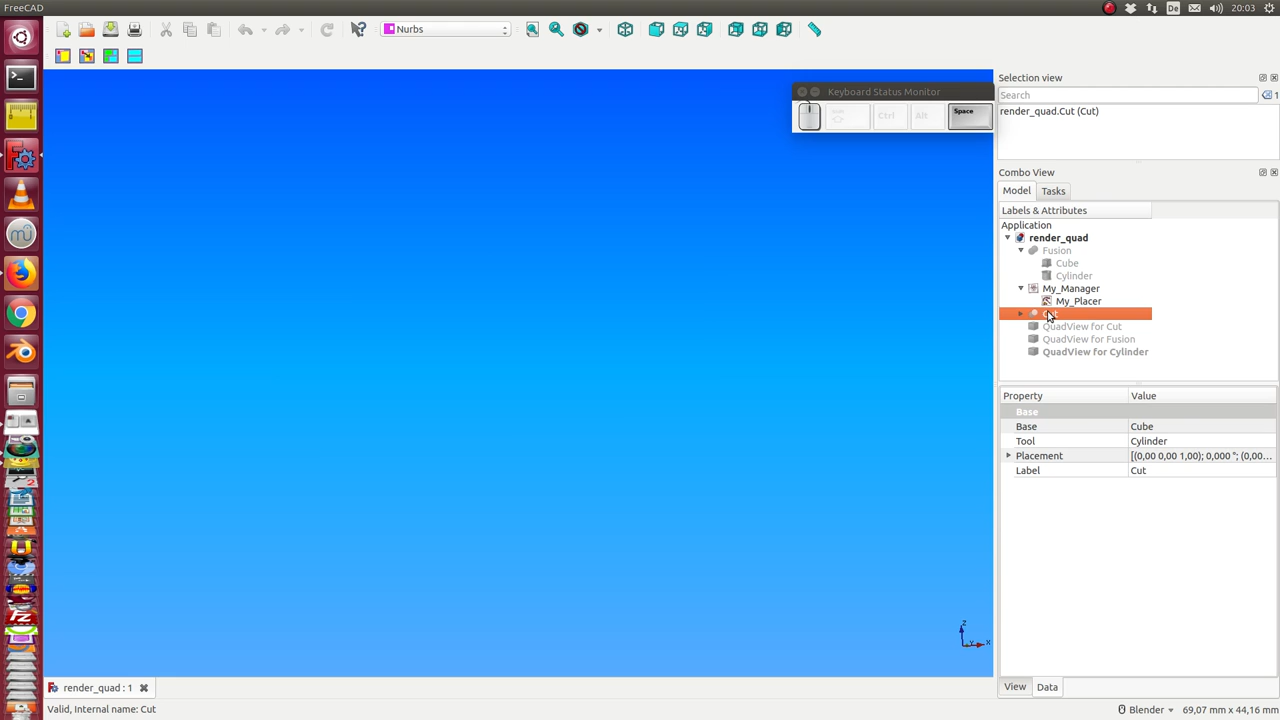 FreeCAD
De
20:03
Nurbs
Keyboard Status Monitor
Ctrl
Alt
Space
Selection view
Search
1
render_quad.Cut (Cut)
Combo View
Model
Tasks
Labels & Attributes
Application
render_quad
Fusion
Cube
Cylinder
My_Manager
My_Placer
QuadView for Cut
QuadView for Fusion
QuadView for Cylinder
Property
Value
Base
Base
Cube
Tool
Cylinder
Placement
[(0,00 0,00 1,00); 0,000 °; (0,00...
Label
Cut
Z
Y
X
render_quad : 1
View
Data
Valid, Internal name: Cut
Blender
69,07 mm x 44,16 mm